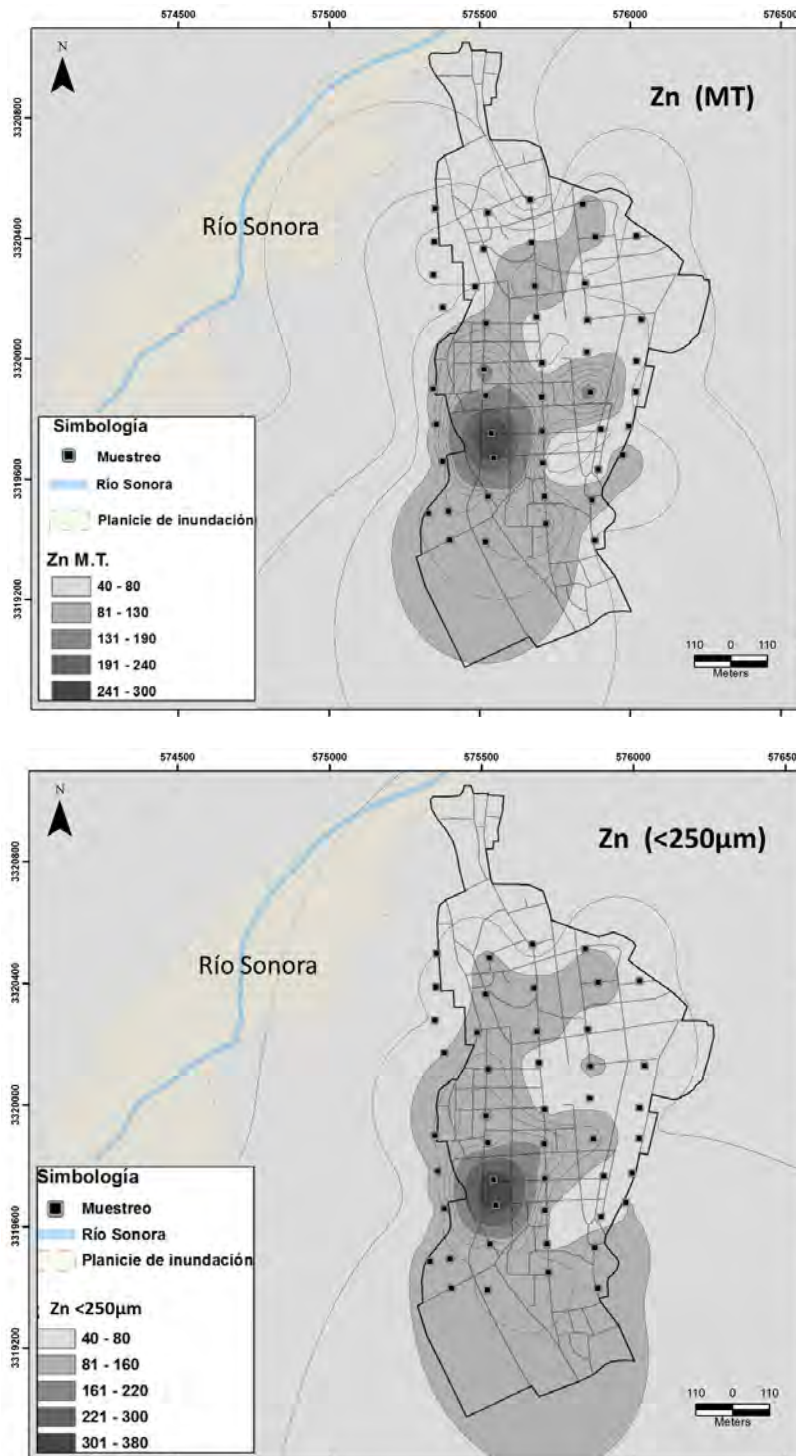 574500 575000 575500 576000 576500
N
Zn (MT)
3320800
Río Sonora
3320400
3320000
Simbología
Muestreo
Río Sonora
Planicie de inundación
3319600
Zn M.T.
40 - 80
81 - 130
131 - 190
191 - 240
241 - 300
3319200
110 0 110
Meters
574500 575000 575500 576000 576500
N
Zn (<250µm)
3320800
Río Sonora
3320400
3320000
Simbología
Muestreo
Río Sonora
Planicie de inundación
3319600
Zn <250µm
40 - 80
81 - 160
161 - 220
221 - 300
301 - 380
3319200
110 0 110
Meters